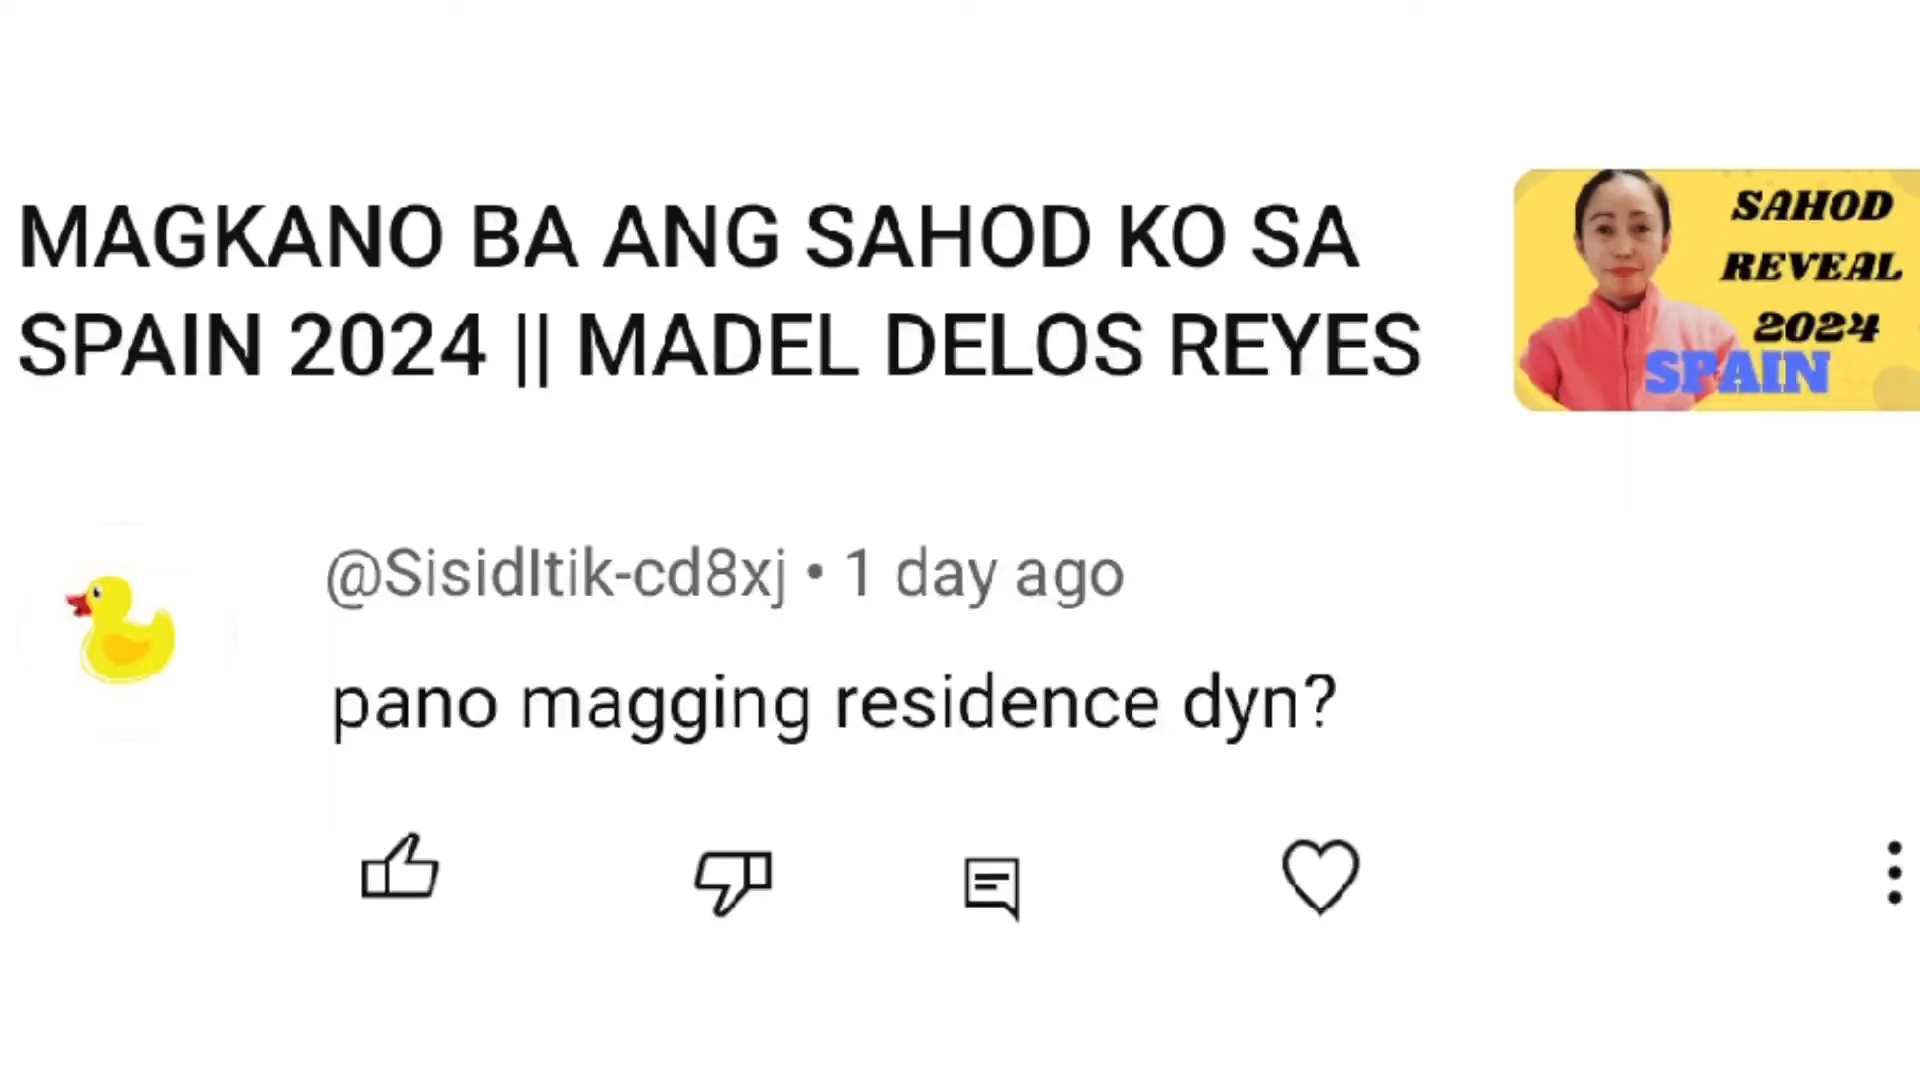 MAGKANO BA ANG SAHOD KO SA
SPAIN 2024 || MADEL DELOS REYES
SAHOD
REVEAL
2024
SPAIN
@SisidItik-cd8xj • 1 day ago
pano magging residence dyn?